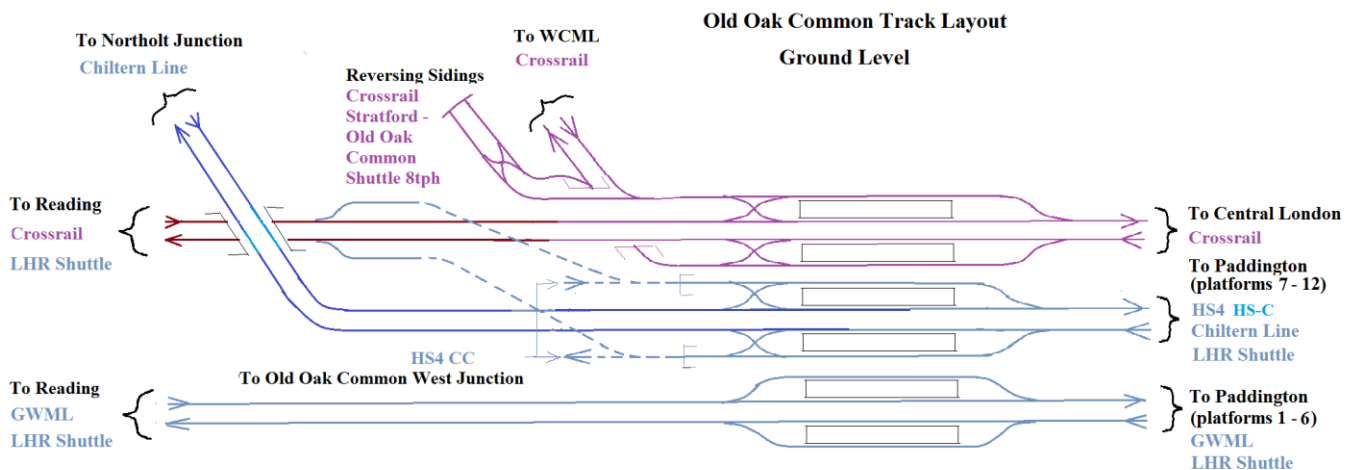 Old Oak Common Track Layout
Ground Level
To Northolt Junction
Chiltern Line
To WCML
Crossrail
Reversing Sidings
Crossrail
Stratford -
Old Oak
Common
Shuttle 8tph
To Reading
Crossrail
LHR Shuttle
To Central London
Crossrail
To Paddington
(platforms 7 - 12)
HS4 HS-C
Chiltern Line
LHR Shuttle
HS4 CC
To Old Oak Common West Junction
To Reading
GWML
LHR Shuttle
To Paddington
(platforms 1 - 6)
GWML
LHR Shuttle